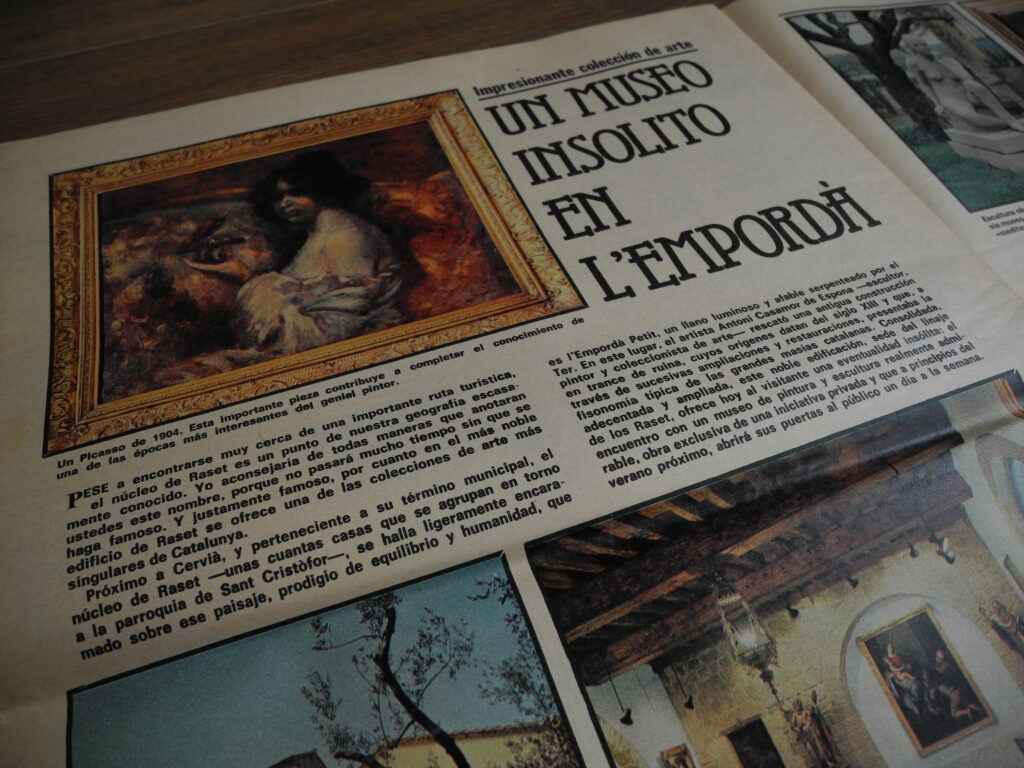 Impresionante colección de arte
UN MUSEO
INSOLITO
EN
L'EMPORDÀ
Un Picasso de 1904. Esta importante pieza contribuye a completar el conocimiento de
una de las épocas más interesantes del genial pintor.
PESE a encontrarse muy cerca de una importante ruta turística,
el núcleo de Raset es un punto de nuestra geografía escasa-
mente conocido. Yo aconsejaría de todas maneras que anotaran
ustedes este nombre, porque no pasará mucho tiempo sin que se
haga famoso. Y justamente famoso, por cuanto en el más noble
edificio de Raset se ofrece una de las colecciones de arte más
singulares de Catalunya.
Próximo a Cervià, y perteneciente a su término municipal, el
núcleo de Raset —unas cuantas casas que se agrupan en torno
a la parroquia de Sant Cristòfor—, se halla ligeramente encara-
mado sobre ese paisaje, prodigio de equilibrio y humanidad, que
es l'Empordà Petit, un llano luminoso y afable serpenteado por el
Ter. En este lugar, el artista Antoni Casamor de Espona —escultor,
pintor y coleccionista de arte— rescató una antigua construcción
en trance de ruina, cuyos orígenes datan del siglo XIII y que, a
través de sucesivas ampliaciones y restauraciones, presentaba la
fisonomía típica de las grandes masías catalanas. Consolidada,
adecentada y ampliada, este noble edificación, sede del linaje
de los Raset, ofrece hoy al visitante una eventualidad insólita: el
encuentro con un museo de pintura y escultura realmente admi-
rable, obra exclusiva de una iniciativa privada y que a principios del
verano próximo, abrirá sus puertas al público un día a la semana.
Escultura